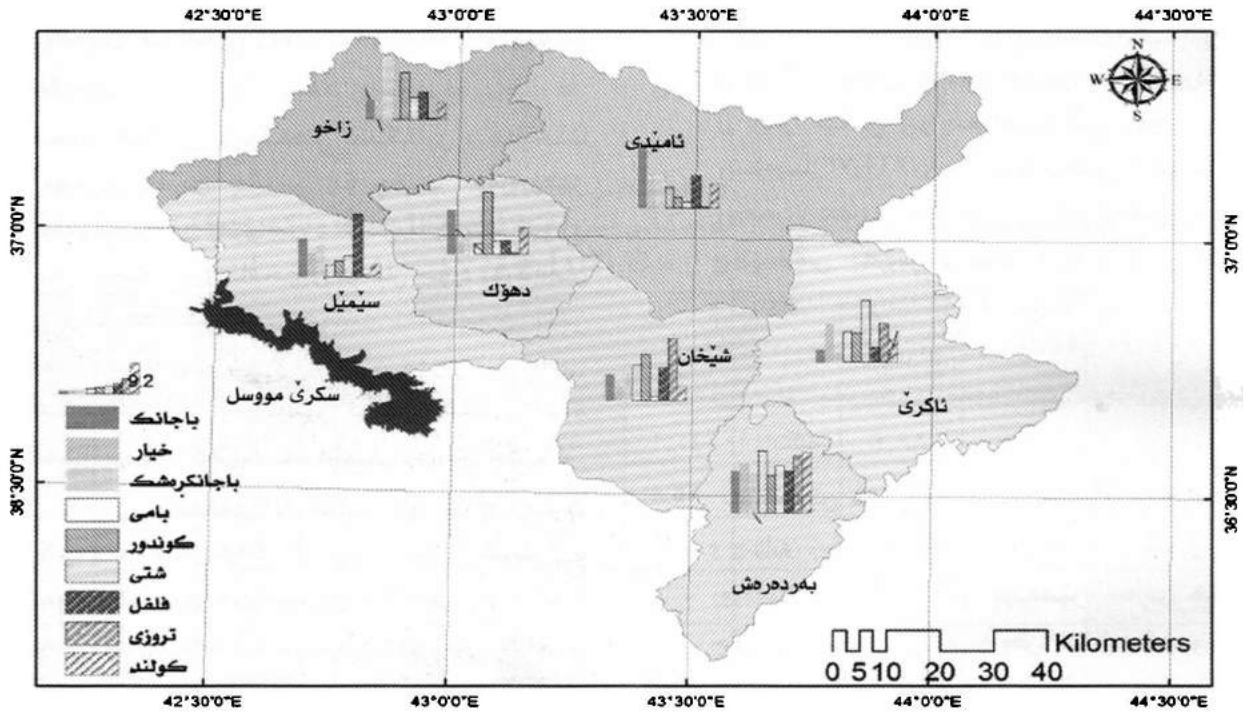 42°30'0"E 43°0'0"E 43°30'0"E 44°0'0"E 44°30'0"E
N
W E
S
زاخو
ئامێدی
37°0'0"N 37°0'0"N
سێمێل
دهۆك
شێخان
ئاكرێ
سكرێ مووسل
بەردەرەش
36°30'0"N 36°30'0"N
9.2
باجانك
خیار
باجانكرەشك
بامی
كوندور
شتی
فلفل
تروزی
كولند
Kilometers
0 5 10 20 30 40
42°30'0"E 43°0'0"E 43°30'0"E 44°0'0"E 44°30'0"E